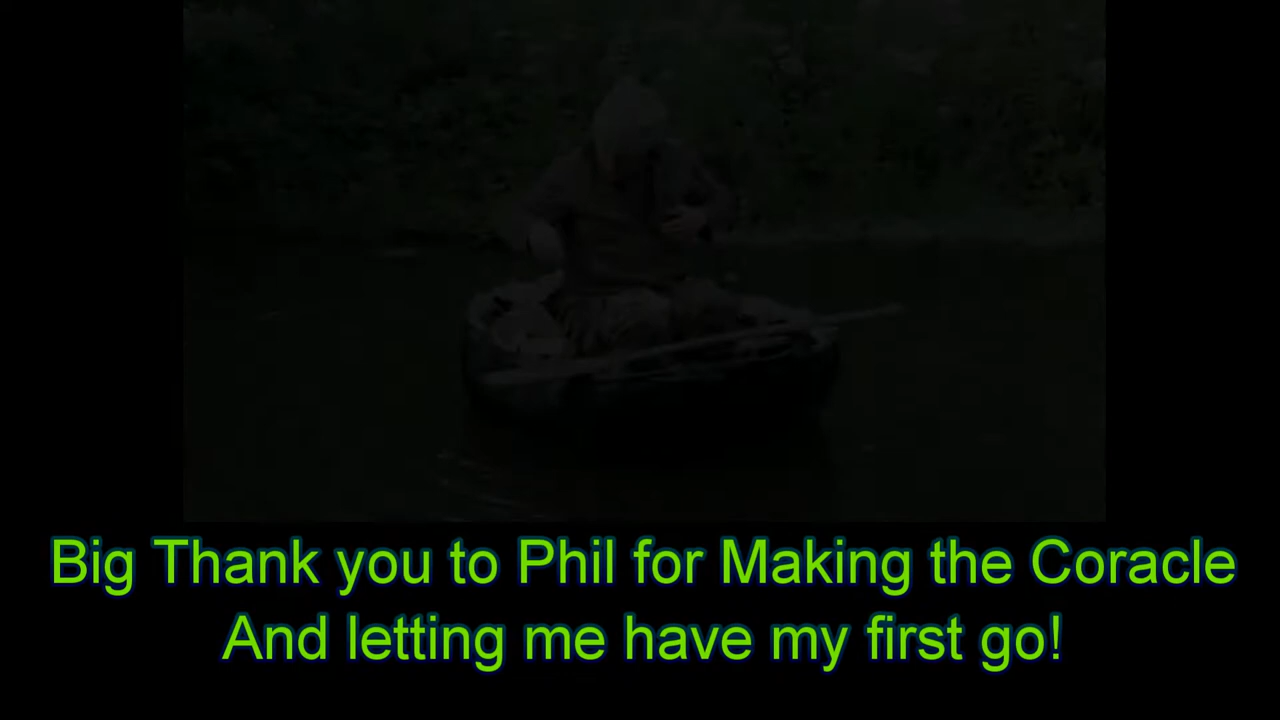 Big Thank you to Phil for Making the Coracle
And letting me have my first go!